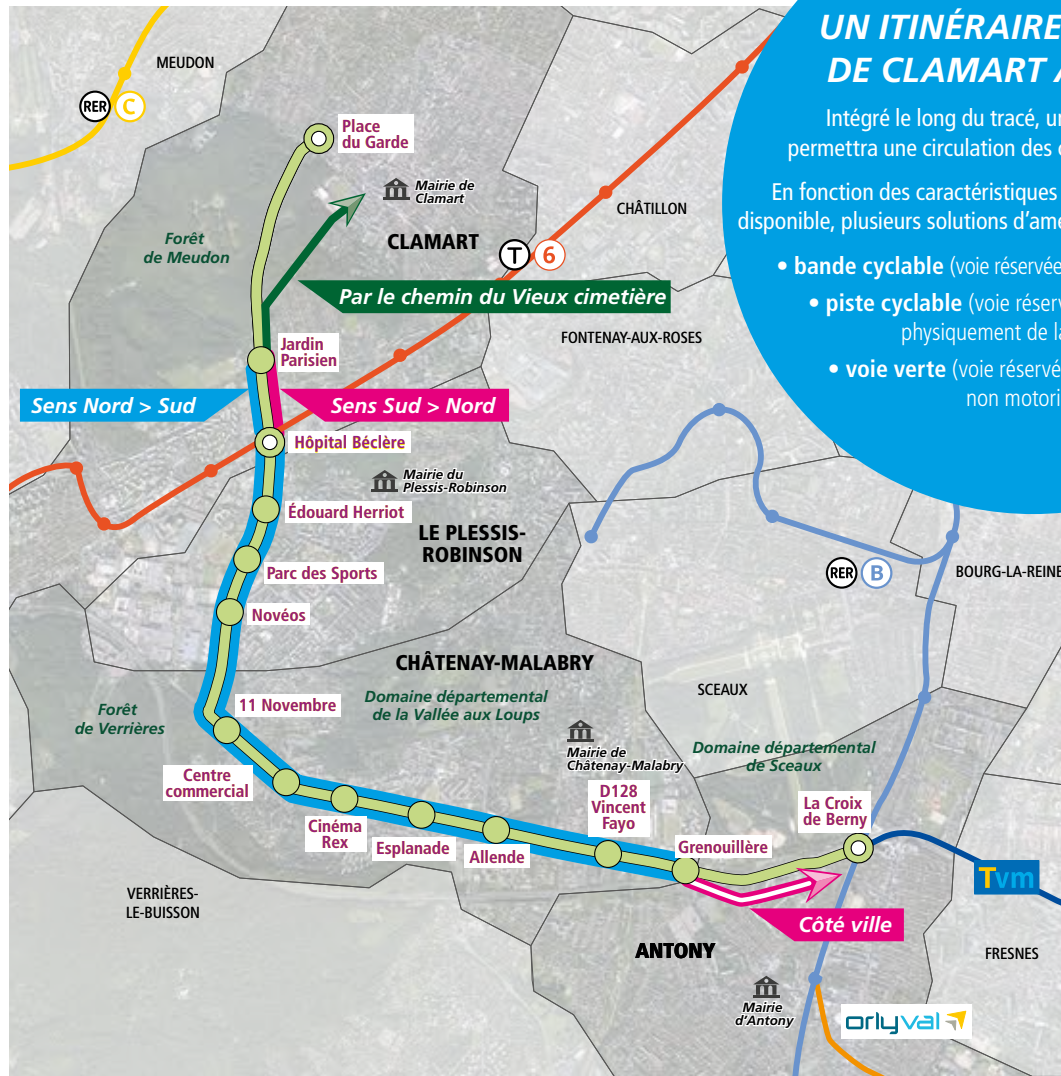 UN ITINÉRAIRE
DE CLAMART
Intégré le long du tracé,
permettra une circulation des
En fonction des caractéristiques
disponible, plusieurs solutions
• bande cyclable (voie réservée
• piste cyclable (voie
physiquement de
• voie verte (voie réservée
non
MEUDON
RER C
Place
du Garde
Mairie de
Clamart
CHÂTILLON
Forêt
de Meudon
CLAMART
T 6
Par le chemin du Vieux cimetière
FONTENAY-AUX-ROSES
Jardin
Parisien
Sens Nord > Sud
Sens Sud > Nord
Hôpital Béclère
Mairie du
Plessis-Robinson
Édouard Herriot
LE PLESSIS-
ROBINSON
Parc des Sports
RER B
BOURG-LA-REINE
Novéos
CHÂTENAY-MALABRY
SCEAUX
11 Novembre
Domaine départemental
de la Vallée aux Loups
Forêt
de Verrières
Mairie de
Châtenay-Malabry
Domaine départemental
de Sceaux
Centre
commercial
D128
Vincent
Fayo
La Croix
de Berny
Cinéma
Rex
Esplanade
Allende
Grenouillère
Tvm
VERRIÈRES-
LE-BUISSON
Côté ville
ANTONY
FRESNES
Mairie
d'Antony
orlyval